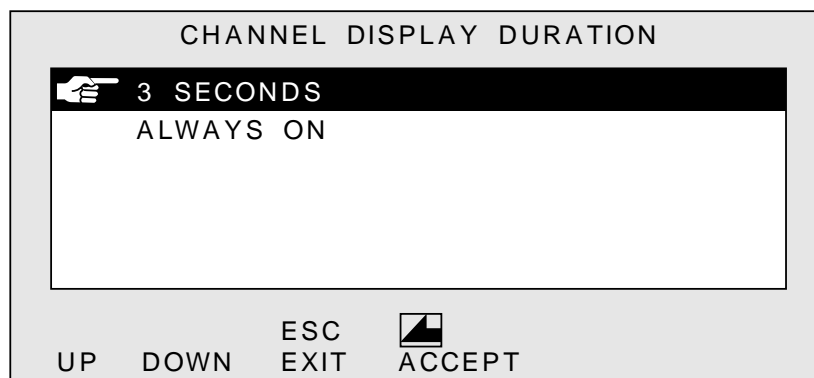 CHANNEL DISPLAY DURATION
3 SECONDS
ALWAYS ON
ESC
UP DOWN EXIT ACCEPT